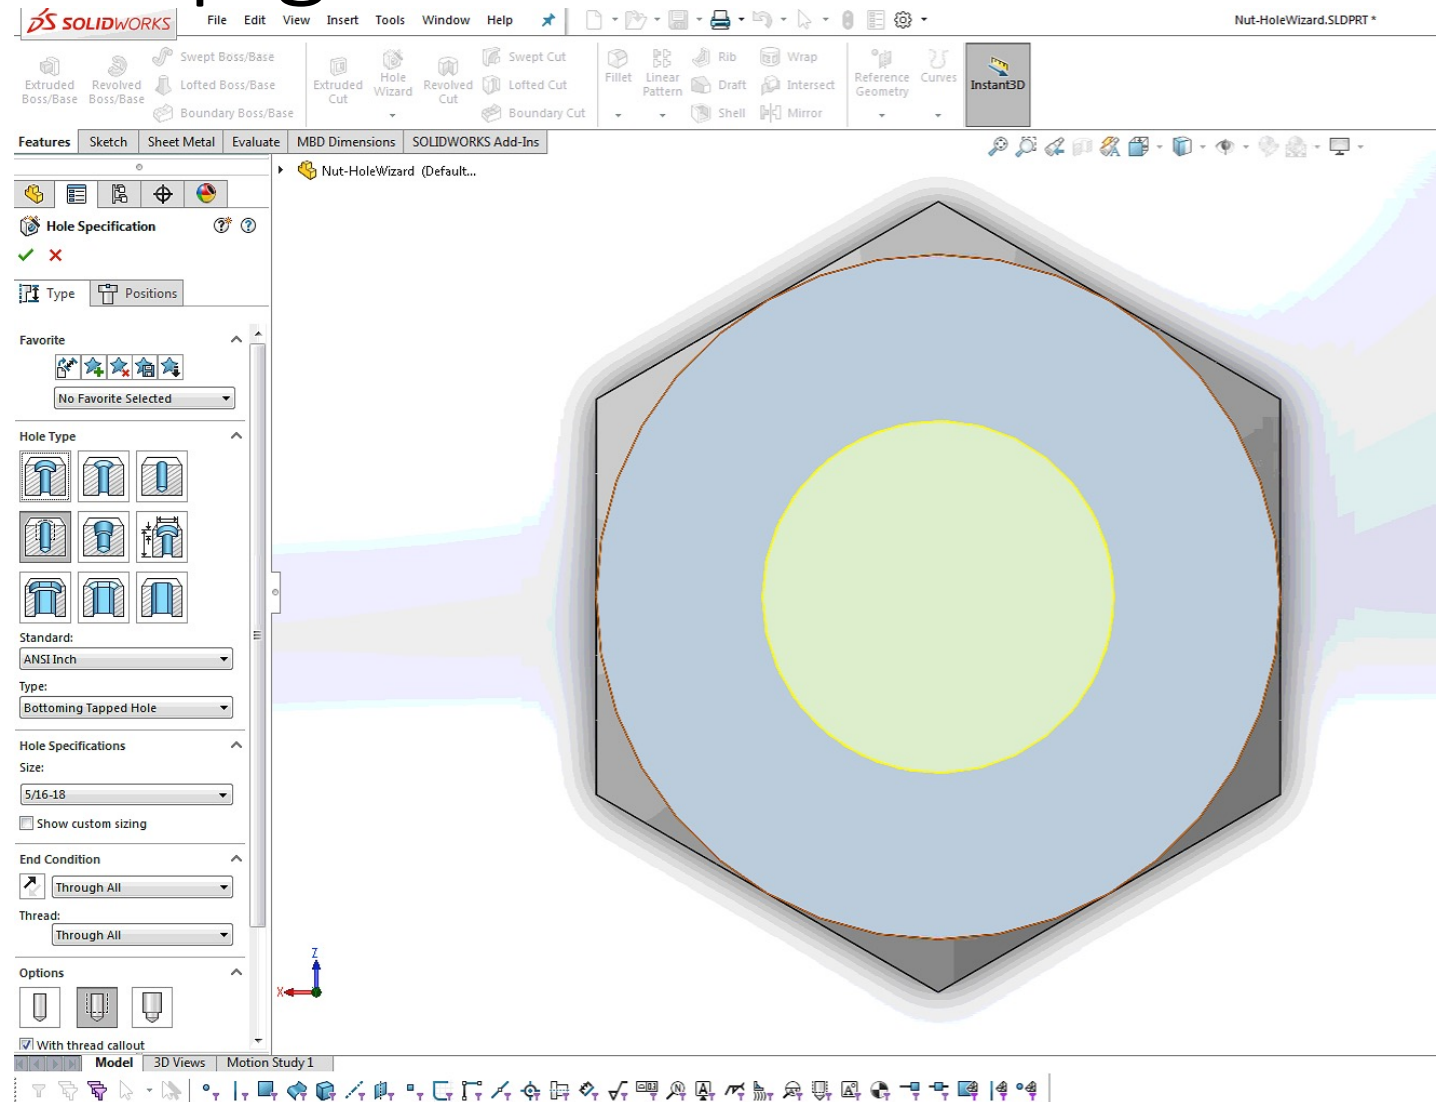 SOLIDWORKS File Edit View Insert Tools Window Help Nut-HoleWizard.SLDPRT *
Extruded Boss/Base
Revolved Boss/Base
Swept Boss/Base
Lofted Boss/Base
Boundary Boss/Base
Extruded Cut
Hole Wizard
Revolved Cut
Swept Cut
Lofted Cut
Boundary Cut
Fillet
Linear Pattern
Rib
Draft
Shell
Wrap
Intersect
Mirror
Reference Geometry
Curves
Instant3D
Features Sketch Sheet Metal Evaluate MBD Dimensions SOLIDWORKS Add-Ins
Nut-HoleWizard (Default...
Hole Specification
Type Positions
Favorite
No Favorite Selected
Hole Type
Standard:
ANSI Inch
Type:
Bottoming Tapped Hole
Hole Specifications
Size:
5/16-18
Show custom sizing
End Condition
Through All
Thread:
Through All
Options
With thread callout
Z
X
Model 3D Views Motion Study 1